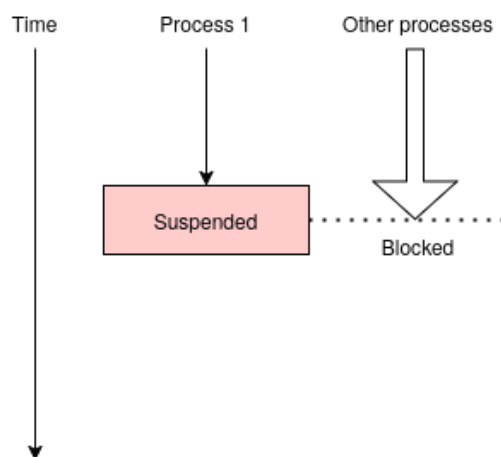 Time
Process 1
Other processes
Suspended
Blocked